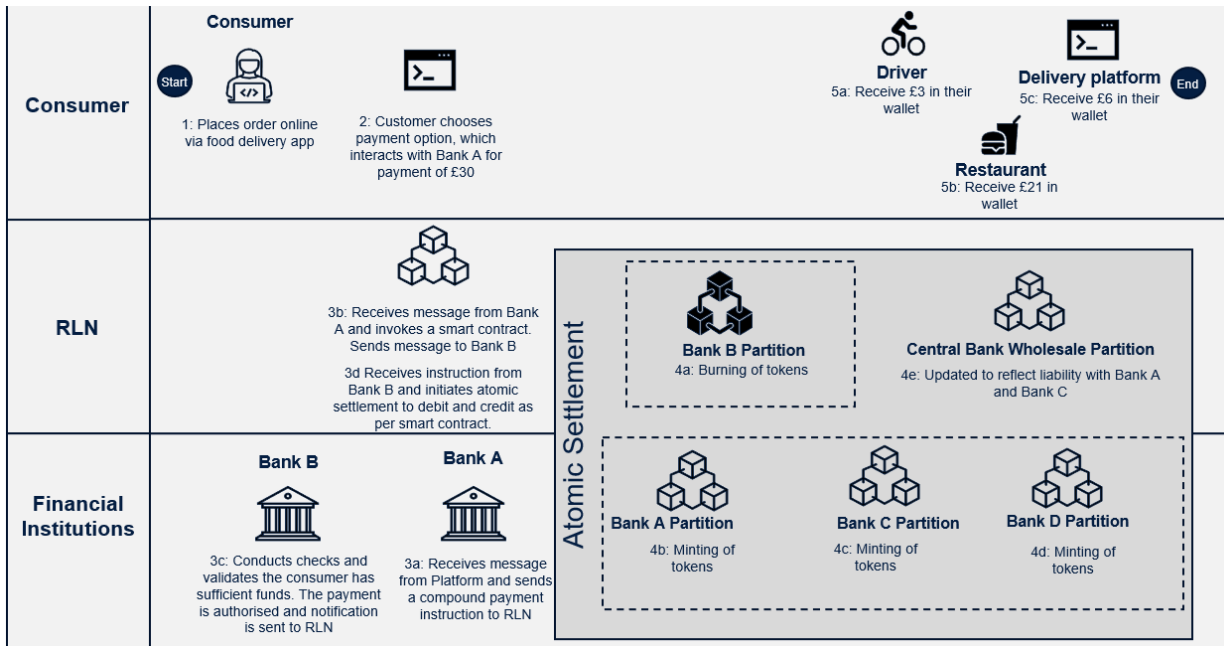 Consumer
Consumer
Start
</>
1: Places order online
via food delivery app
>_
2: Customer chooses
payment option, which
interacts with Bank A for
payment of £30
Driver
5a: Receive £3 in their
wallet
>_
Delivery platform
5c: Receive £6 in their
wallet
End
Restaurant
5b: Receive £21 in
wallet
RLN
3b: Receives message from Bank
A and invokes a smart contract.
Sends message to Bank B
3d Receives instruction from
Bank B and initiates atomic
settlement to debit and credit as
per smart contract.
Atomic Settlement
Bank B Partition
4a: Burning of tokens
Central Bank Wholesale Partition
4e: Updated to reflect liability with Bank A
and Bank C
Financial
Institutions
Bank B
3c: Conducts checks and
validates the consumer has
sufficient funds. The payment
is authorised and notification
is sent to RLN
Bank A
3a: Receives message
from Platform and sends
a compound payment
instruction to RLN
Bank A Partition
4b: Minting of
tokens
Bank C Partition
4c: Minting of
tokens
Bank D Partition
4d: Minting of
tokens